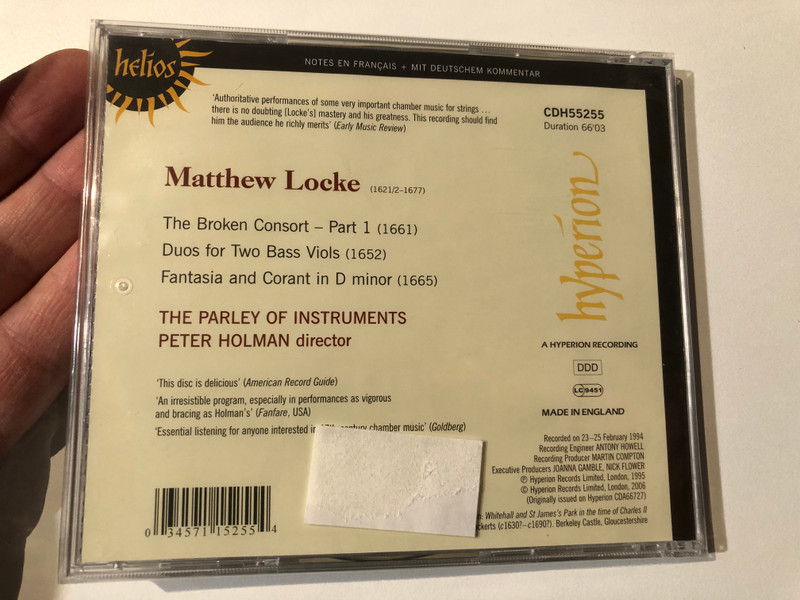 helios
NOTES EN FRANÇAIS + MIT DEUTSCHEM KOMMENTAR
'Authoritative performances of some very important chamber music for strings …
there is no doubting [Locke's] mastery and his greatness. This recording should find
him the audience he richly merits' (Early Music Review)
CDH55255
Duration 66'03
Matthew Locke (1621/2–1677)
The Broken Consort – Part 1 (1661)
Duos for Two Bass Viols (1652)
Fantasia and Corant in D minor (1665)
THE PARLEY OF INSTRUMENTS
PETER HOLMAN director
hyperion
A HYPERION RECORDING
DDD
LC 9451
MADE IN ENGLAND
'This disc is delicious' (American Record Guide)
'An irresistible program, especially in performances as vigorous
and bracing as Holman's' (Fanfare, USA)
'Essential listening for anyone interested in 17th-century chamber music' (Goldberg)
Recorded on 23–25 February 1994
Recording Engineer ANTONY HOWELL
Recording Producer MARTIN COMPTON
Executive Producers JOANNA GAMBLE, NICK FLOWER
℗ Hyperion Records Limited, London, 1995
© Hyperion Records Limited, London, 2006
(Originally issued on Hyperion CDA66727)
Whitehall and St James's Park in the time of Charles II
(c1630?–c1690?). Berkeley Castle, Gloucestershire
0 34571 15255 4